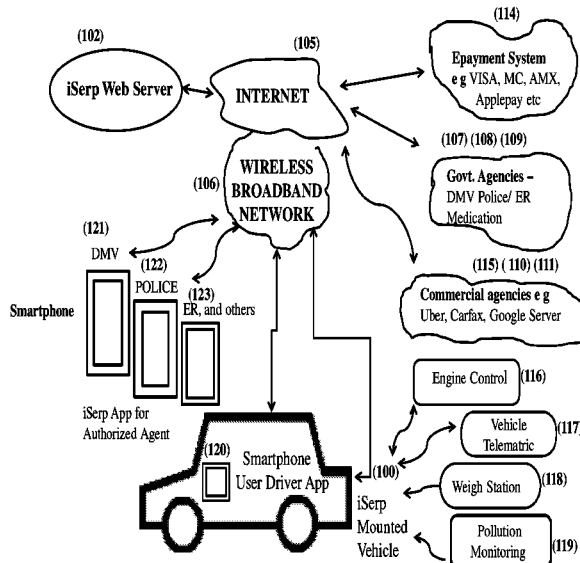 (102)
iSerp Web Server
(105)
INTERNET
(114)
Epayment System
e g VISA, MC, AMX,
Applepay etc
(107) (108) (109)
Govt. Agencies –
DMV Police/ ER
Medication
(106)
WIRELESS
BROADBAND
NETWORK
(115) ( 110) (111)
Commercial agencies e g
Uber, Carfax, Google Server
(121)
DMV
(122)
POLICE
(123)
ER, and others
Smartphone
iSerp App for
Authorized Agent
(120)
Smartphone
User Driver App
(100)
iSerp
Mounted
Vehicle
Engine Control
(116)
Vehicle
Telematric
(117)
Weigh Station
(118)
Pollution
Monitoring
(119)